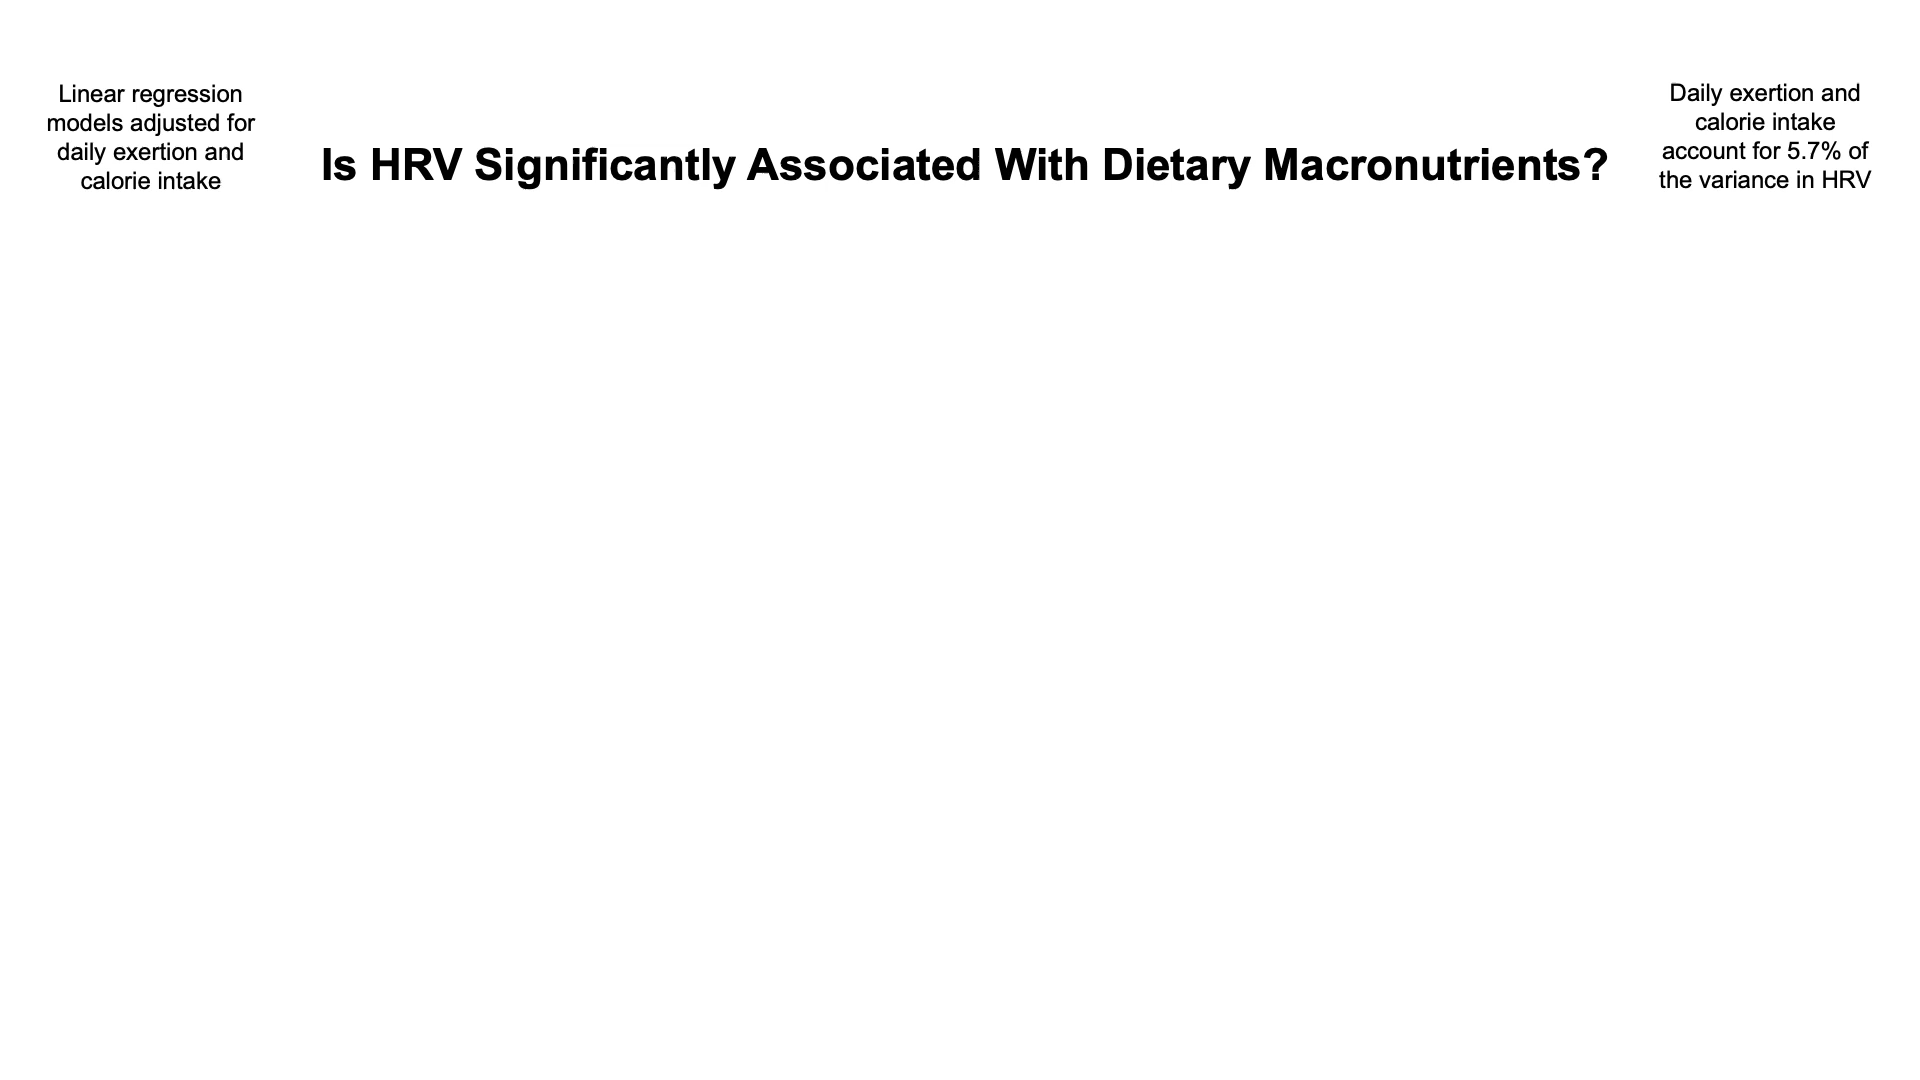 Linear regression
models adjusted for
daily exertion and
calorie intake
Is HRV Significantly Associated With Dietary Macronutrients?
Daily exertion and
calorie intake
account for 5.7% of
the variance in HRV